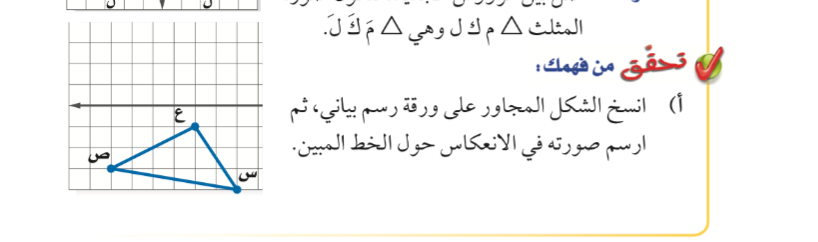 المثلث △ م ك ل وهي △ مَ كَ لَ.
تحقق من فهمك:
أ) انسخ الشكل المجاور على ورقة رسم بياني، ثم
ارسم صورته في الانعكاس حول الخط المبين.
ع
ص
س